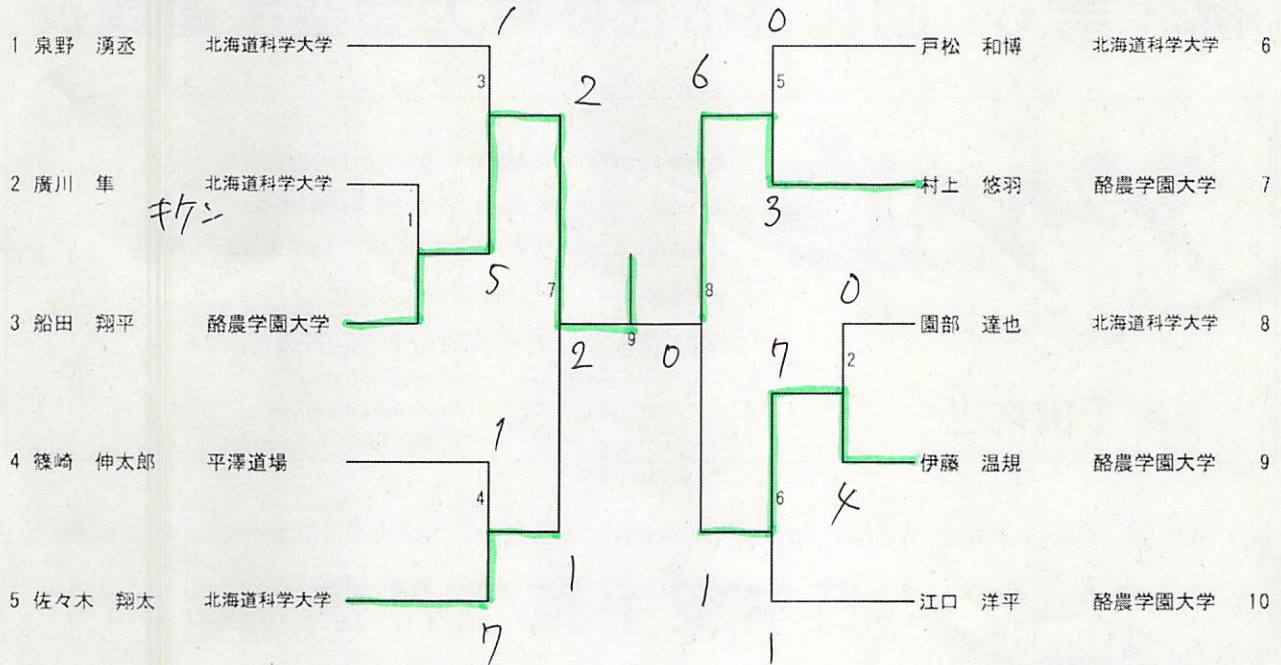 1
0
1 泉野 湧丞 北海道科学大学
戸松 和博 北海道科学大学 6
3
2
6
5
2 廣川 隼 北海道科学大学
キケン
1
村上 悠羽 酪農学園大学 7
3
5
7
8
0
3 船田 翔平 酪農学園大学
園部 達也 北海道科学大学 8
2
9
0
7
2
1
4 篠崎 伸太郎 平澤道場
伊藤 温規 酪農学園大学 9
4
6
4
1
1
5 佐々木 翔太 北海道科学大学
江口 洋平 酪農学園大学 10
7
1